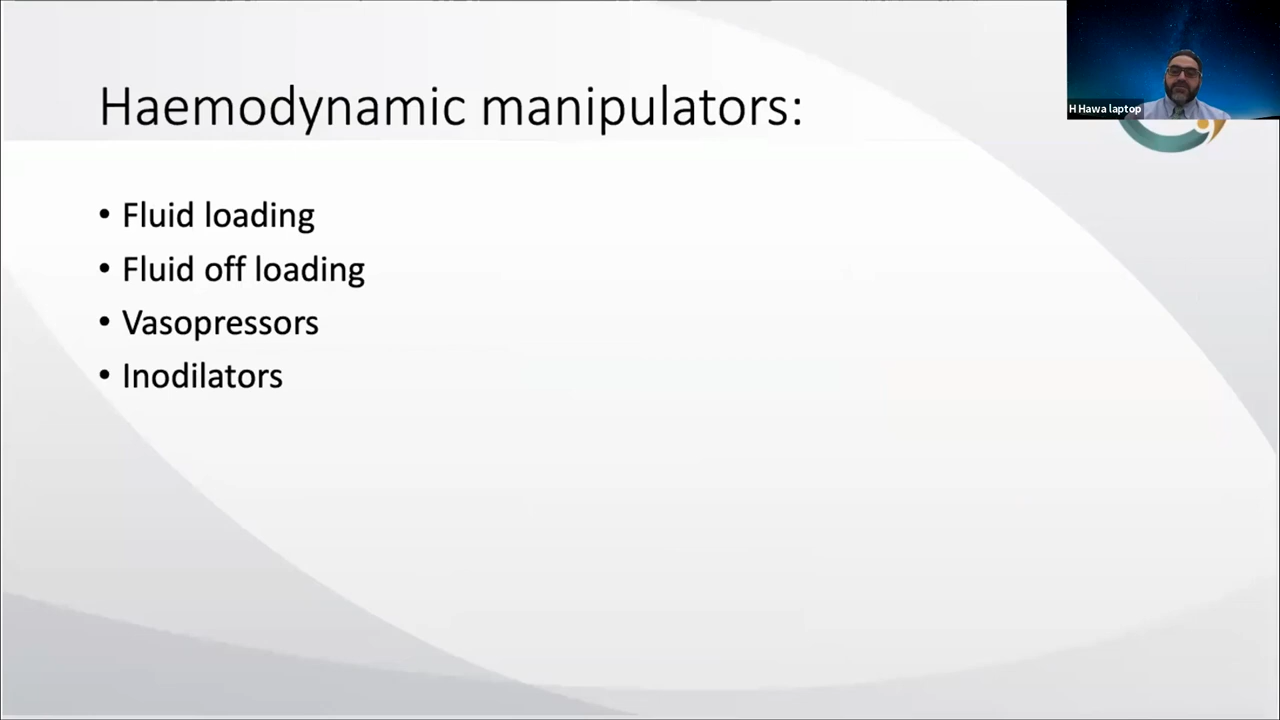 Haemodynamic manipulators:
H Hawa laptop
• Fluid loading
• Fluid off loading
• Vasopressors
• Inodilators